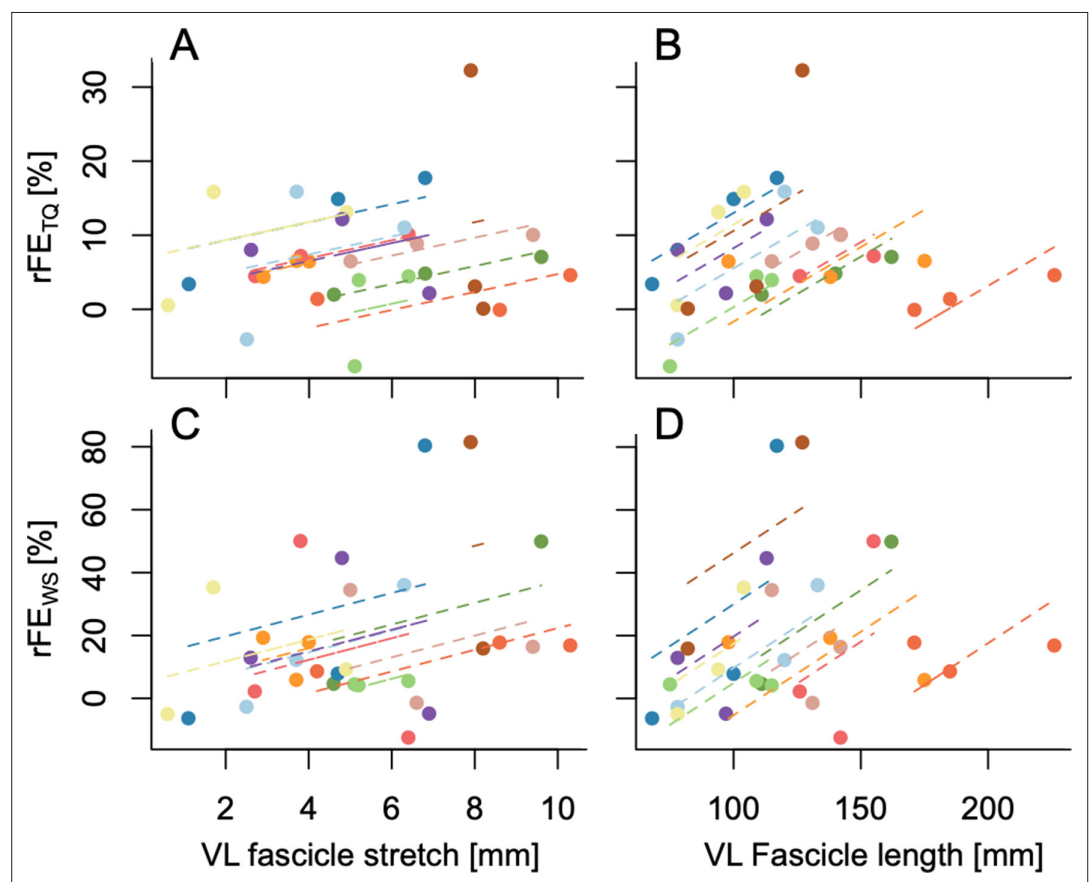 A
B
rFE_TQ [%]
30
20
10
0
C
D
rFE_WS [%]
80
60
40
20
0
2 4 6 8 10
100 150 200
VL fascicle stretch [mm]
VL Fascicle length [mm]